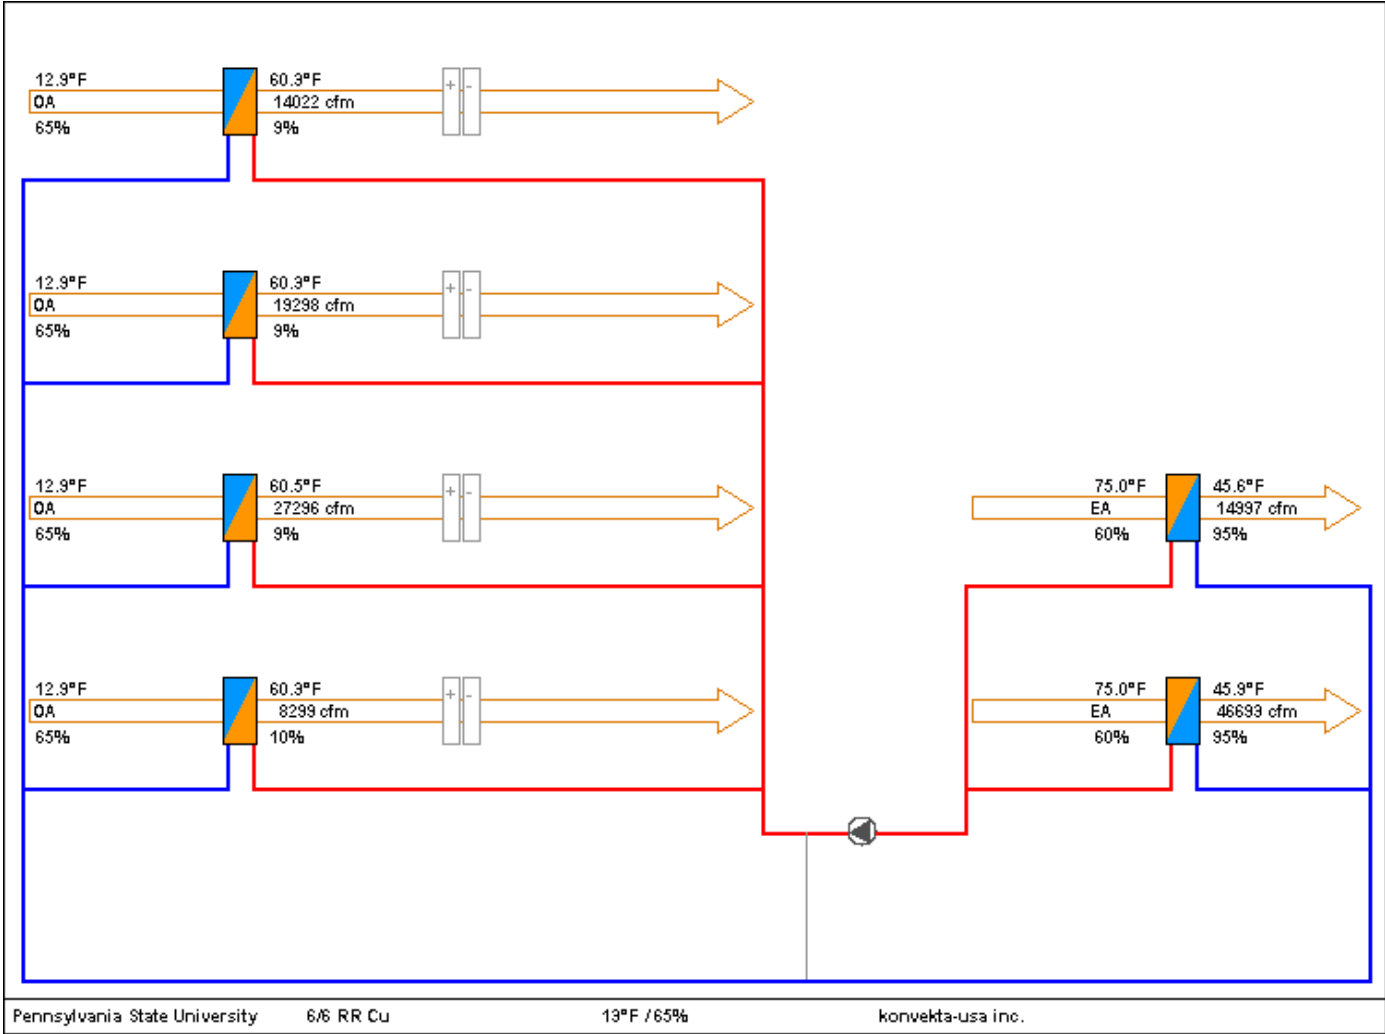 12.9°F 60.3°F
OA 14022 cfm + -
65% 9%
12.9°F 60.3°F
OA 19298 cfm + -
65% 9%
12.9°F 60.5°F 75.0°F 45.6°F
OA 27296 cfm + - EA 14997 cfm
65% 9% 60% 95%
12.9°F 60.3°F 75.0°F 45.9°F
OA 8299 cfm + - EA 46693 cfm
65% 10% 60% 95%
Pennsylvania State University 6/6 RR Cu 13°F /65% konvekta-usa inc.